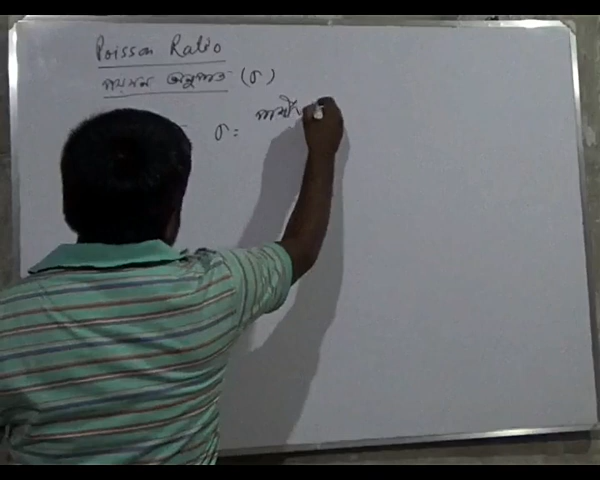 Poisson Ratio
পয়সন অনুপাত (σ)
σ = পার্শ্ব